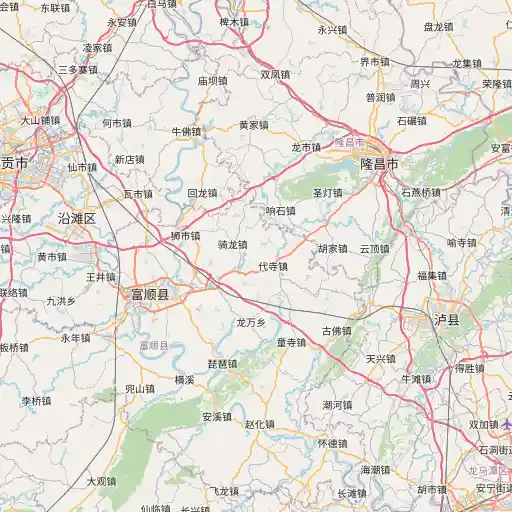 东联镇
白马镇
永安镇
椑木镇
永兴镇
盘龙镇
凌家镇
界市镇
龙集镇
三多寨镇
双凤镇
庙坝镇
周兴
荣隆镇
普润镇
大山铺镇
何市镇
牛佛镇
黄家镇
石碾镇
隆昌市
龙市镇
安富
贡市
仙市镇
新店镇
隆昌市
瓦市镇
回龙镇
圣灯镇
石燕桥镇
兴隆镇
沿滩区
响石镇
狮市镇
骑龙镇
胡家镇
云顶镇
喻寺镇
黄市镇
代寺镇
王井镇
福集镇
联络镇
九洪乡
富顺县
龙万乡
古佛镇
泸县
永年镇
富顺县
童寺镇
板桥镇
琵琶镇
天兴镇
得胜镇
横溪
牛滩镇
兜山镇
李桥镇
潮河镇
安溪镇
赵化镇
双加镇
怀德镇
石洞街道
海潮镇
龙马潭区
大观镇
飞龙镇
长滩镇
胡市镇
安宁街道
仙临镇
长兴镇